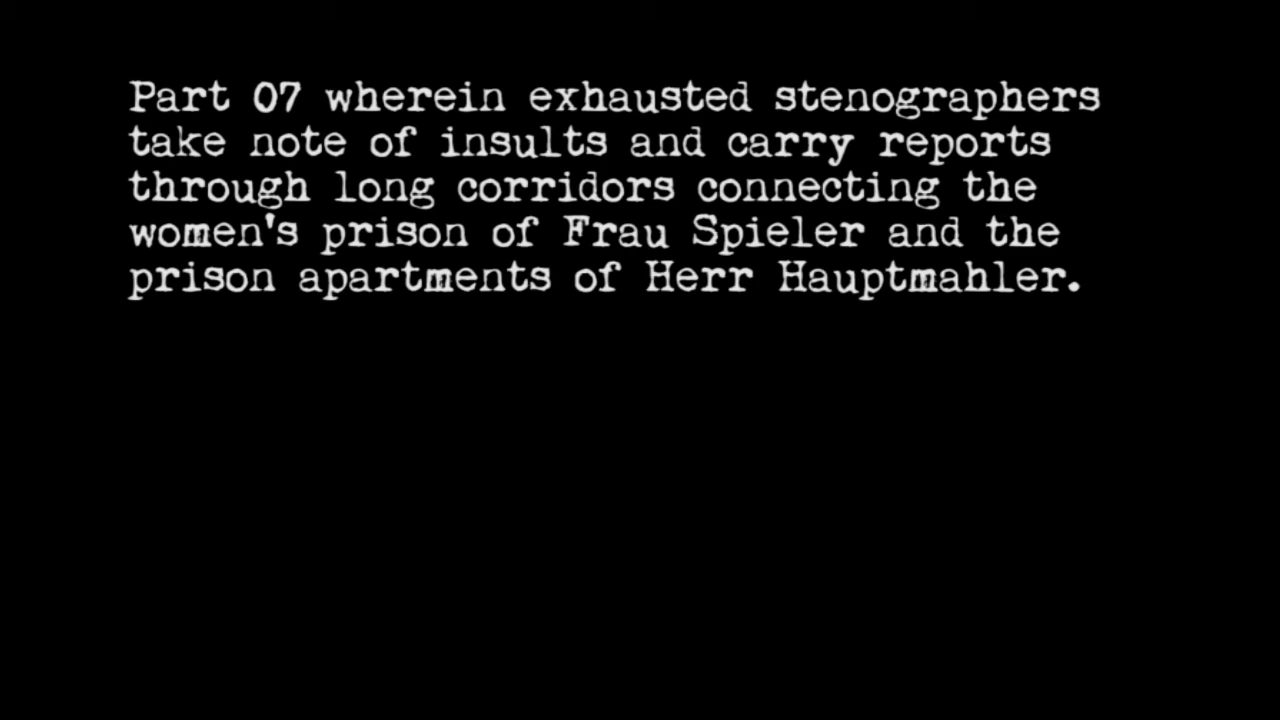 Part 07 wherein exhausted stenographers
take note of insults and carry reports
through long corridors connecting the
women's prison of Frau Spieler and the
prison apartments of Herr Hauptmahler.